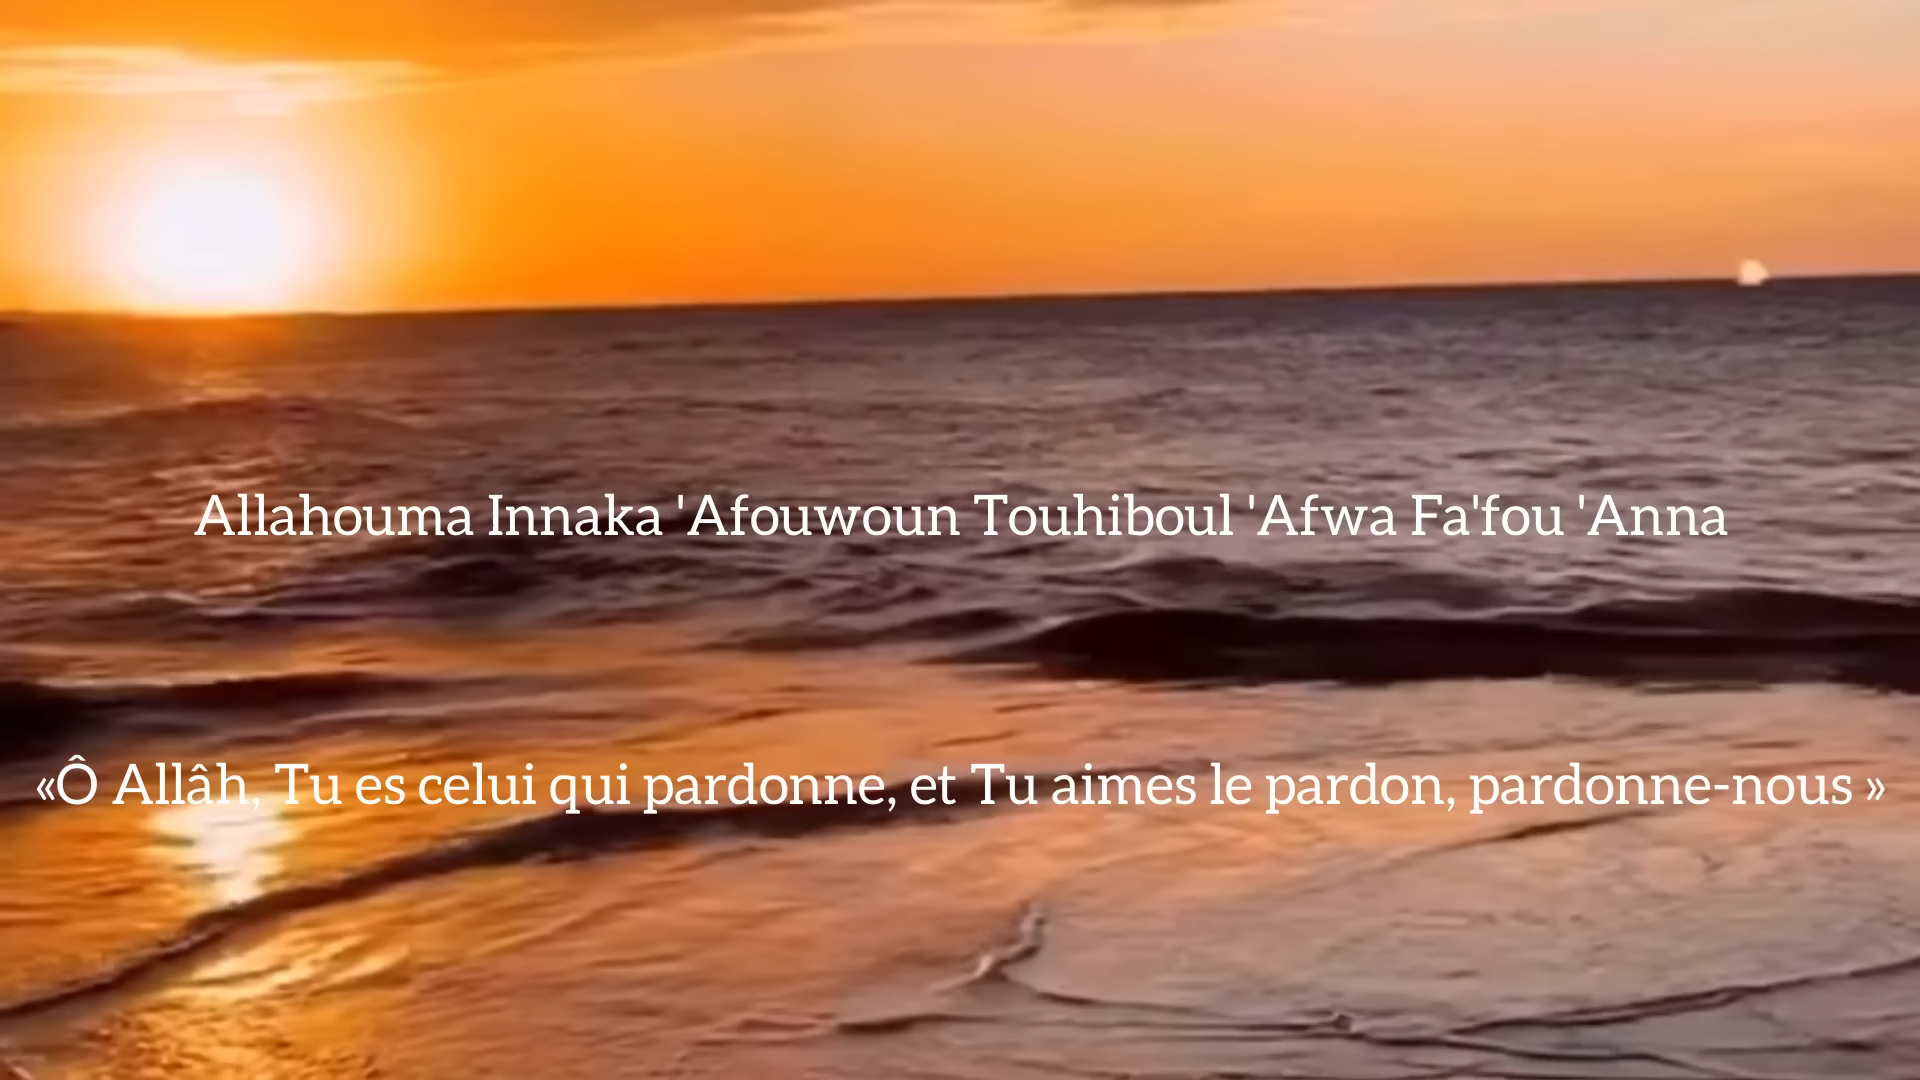 Allahouma Innaka 'Afouwoun Touhiboul 'Afwa Fa'fou 'Anna
«Ô Allâh, Tu es celui qui pardonne, et Tu aimes le pardon, pardonne-nous »